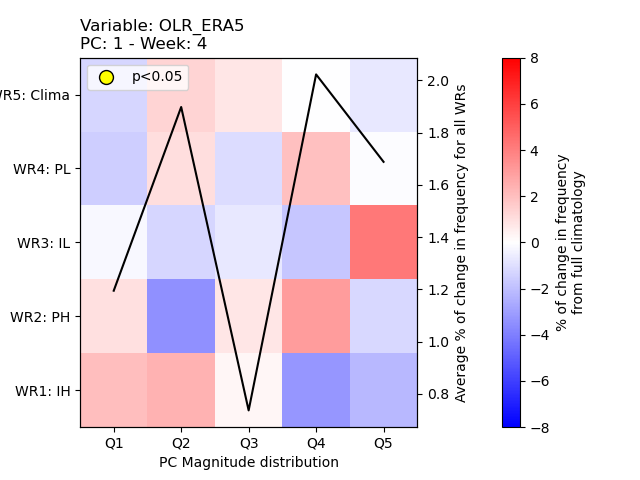 Variable: OLR_ERA5
PC: 1 - Week: 4
p<0.05
WR5: Clima
WR4: PL
WR3: IL
WR2: PH
WR1: IH
Q1 Q2 Q3 Q4 Q5
PC Magnitude distribution
2.0
1.8
1.6
1.4
1.2
1.0
0.8
Average % of change in frequency for all WRs
8
6
4
2
0
−2
−4
−6
−8
% of change in frequency
from full climatology